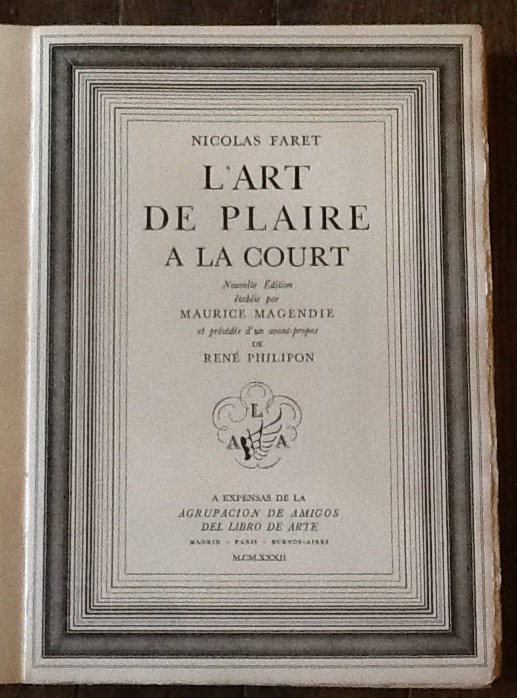 NICOLAS FARET
L'ART
DE PLAIRE
A LA COURT
Nouvelle Édition
établie par
MAURICE MAGENDIE
et précédée d'un avant-propos
DE
RENÉ PHILIPON
L
A A
A EXPENSAS DE LA
AGRUPACION DE AMIGOS
DEL LIBRO DE ARTE
MADRID - PARIS - BUENOS-AIRES
M.CM.XXXII